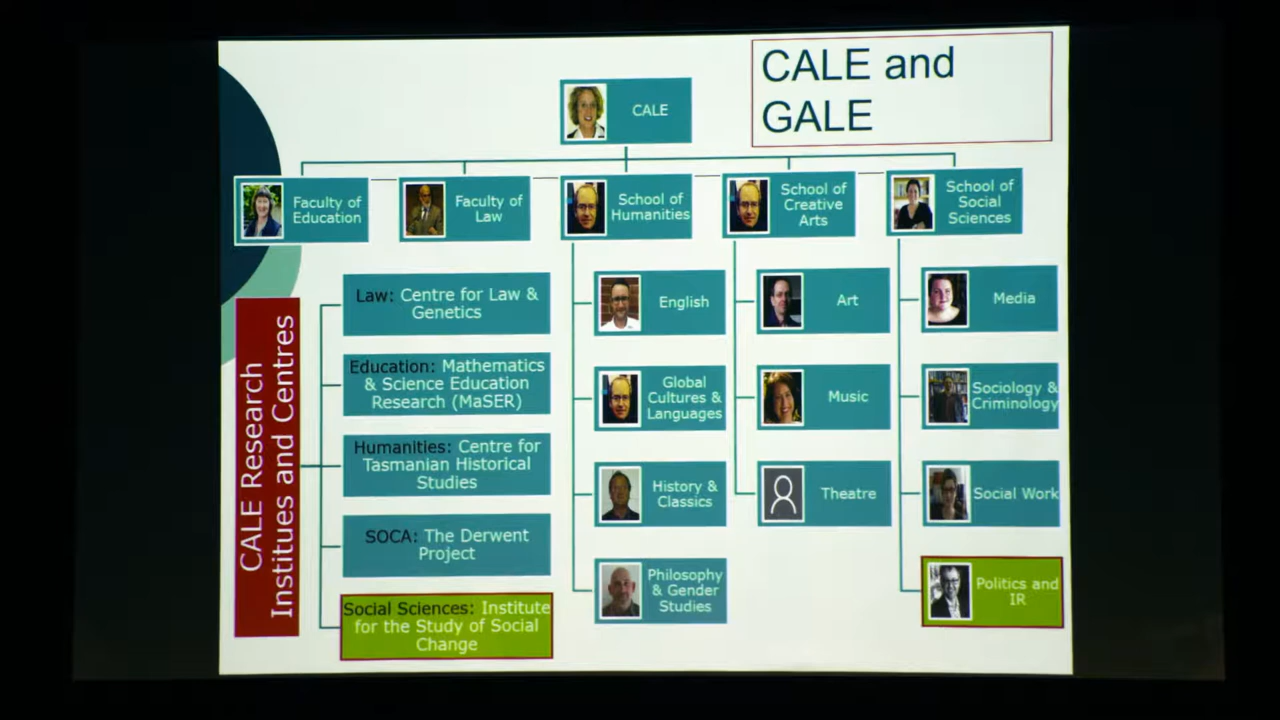 CALE and
GALE
CALE
Faculty of
Education
Faculty of
Law
School of
Humanities
School of
Creative
Arts
School of
Social
Sciences
CALE Research
Institues and Centres
Law: Centre for Law &
Genetics
Education: Mathematics
& Science Education
Research (MaSER)
Humanities: Centre for
Tasmanian Historical
Studies
SOCA: The Derwent
Project
Social Sciences: Institute
for the Study of Social
Change
English
Global
Cultures &
Languages
History &
Classics
Philosophy
& Gender
Studies
Art
Music
Theatre
Media
Sociology &
Criminology
Social Work
Politics and
IR